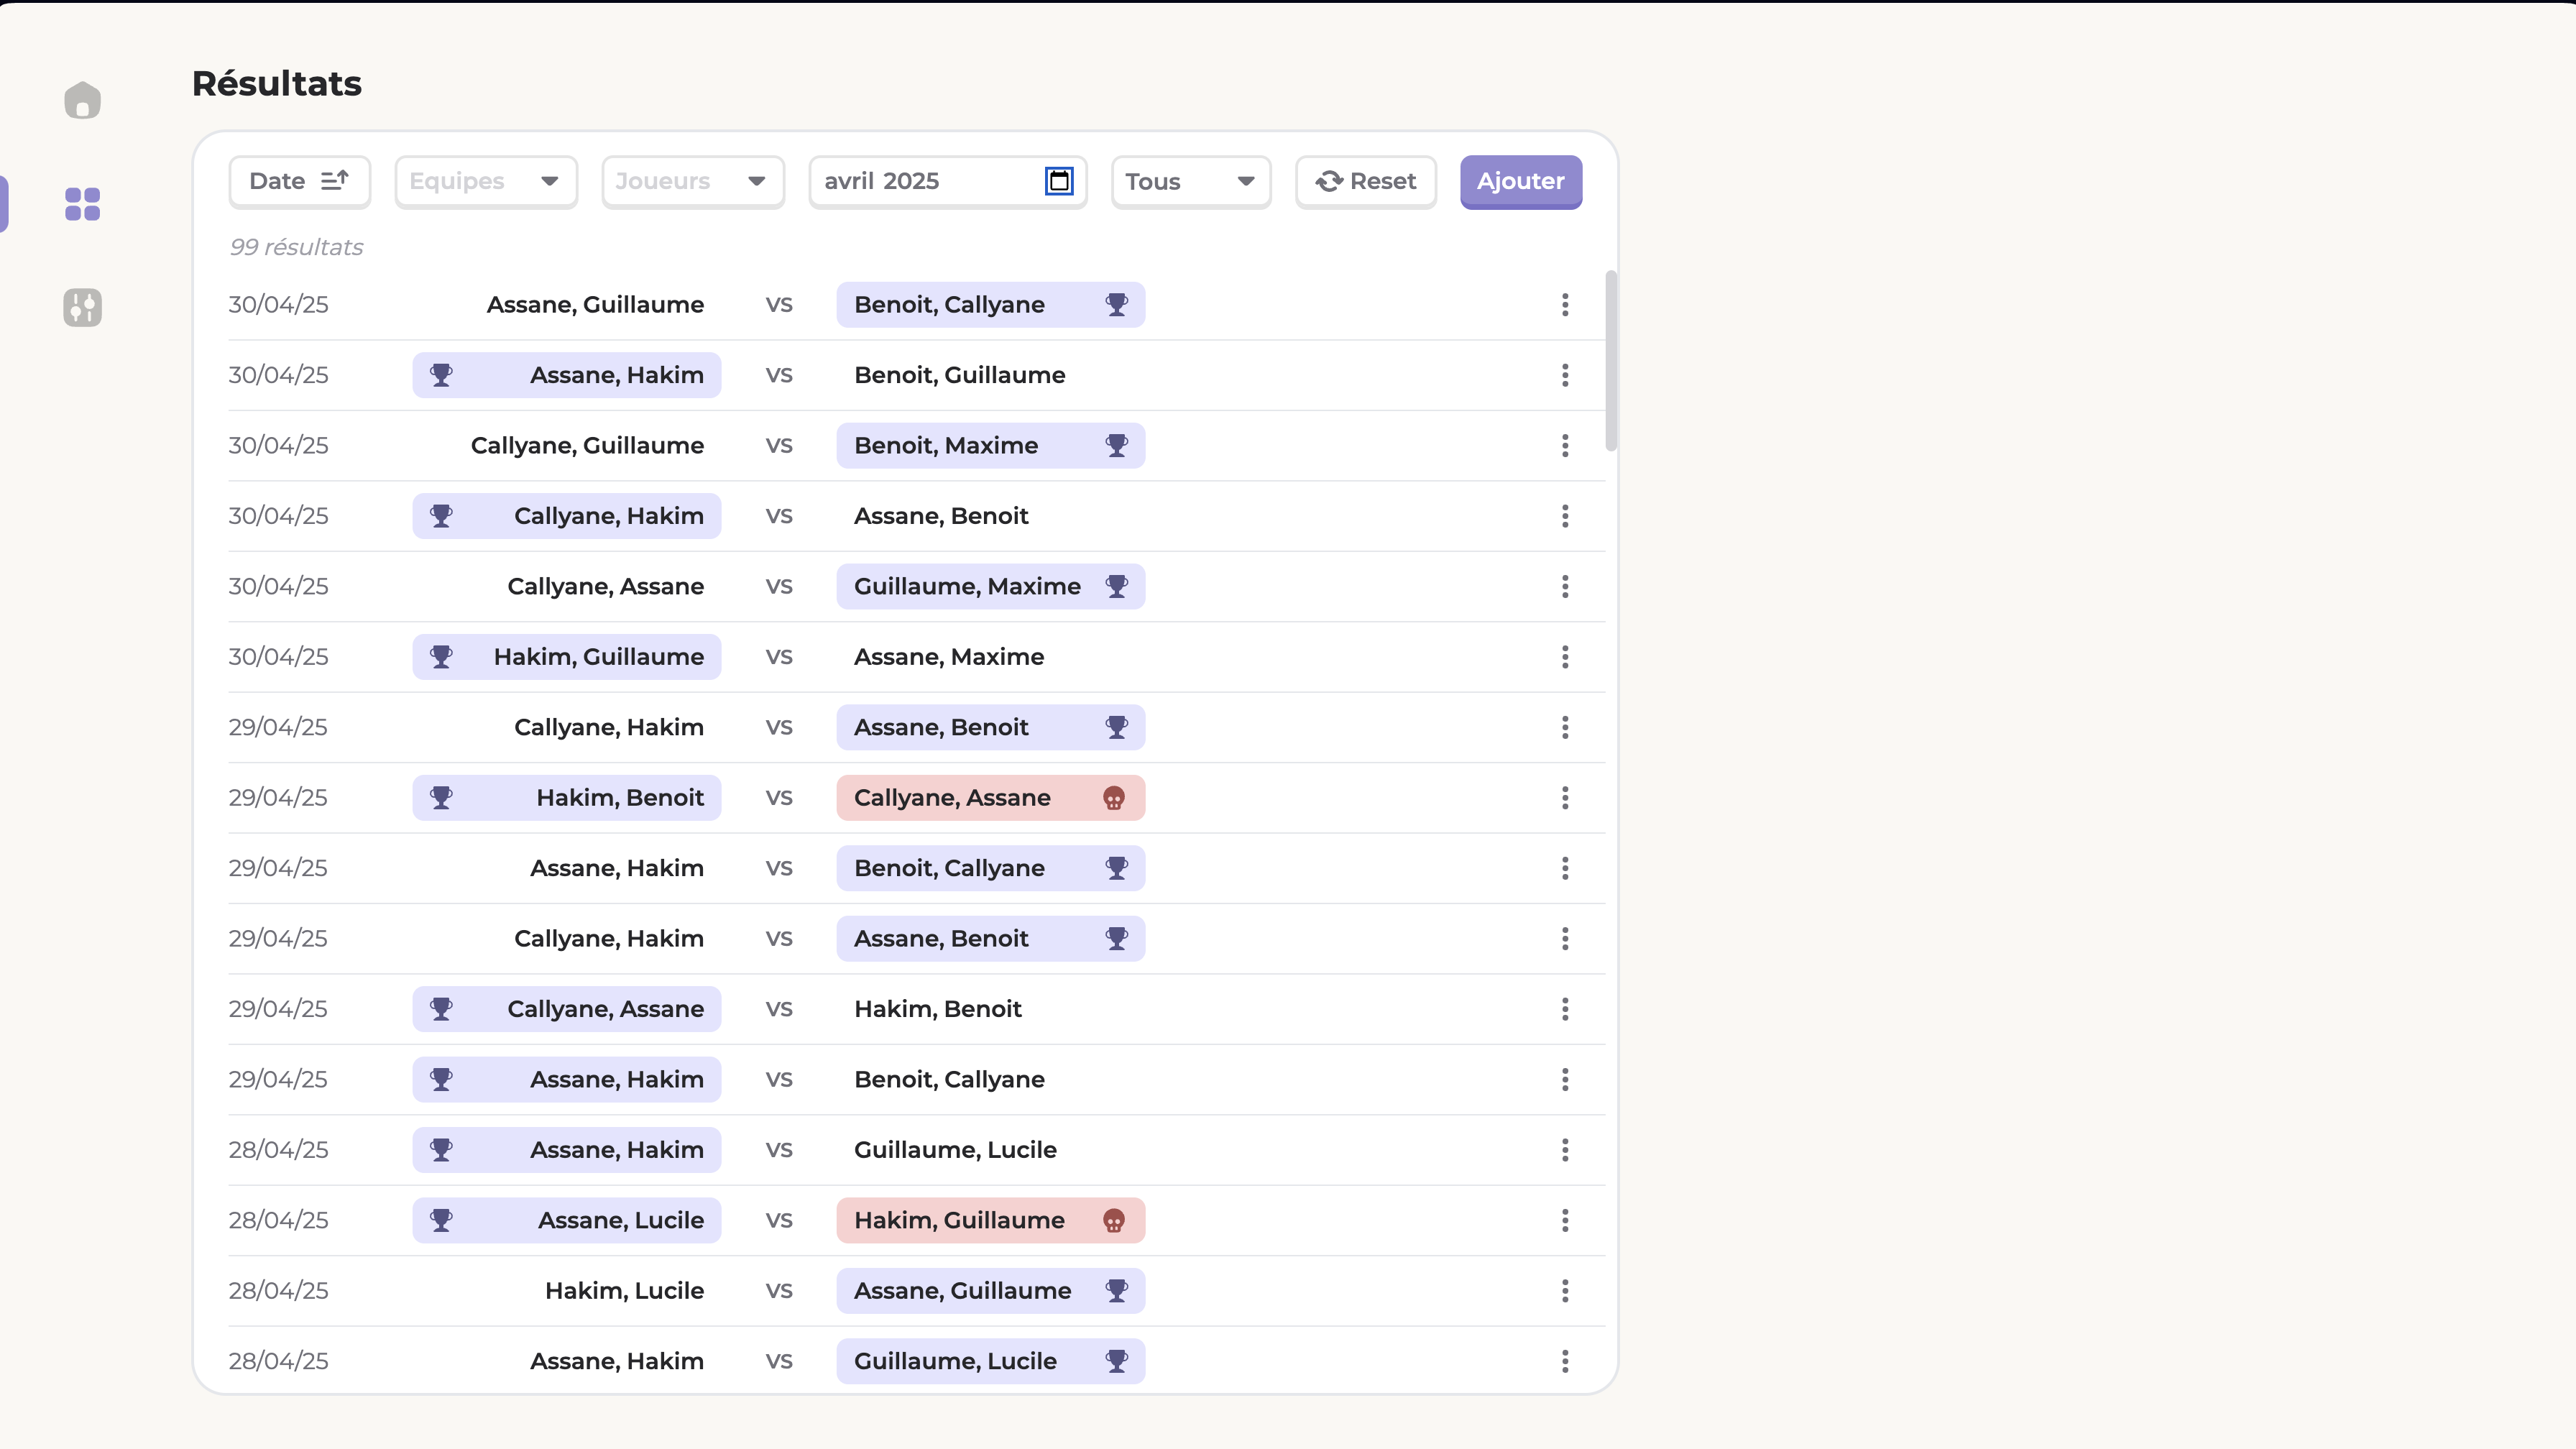 Résultats
Date Equipes Joueurs avril 2025 Tous Reset Ajouter
99 résultats
30/04/25 Assane, Guillaume VS Benoit, Callyane
30/04/25 Assane, Hakim VS Benoit, Guillaume
30/04/25 Callyane, Guillaume VS Benoit, Maxime
30/04/25 Callyane, Hakim VS Assane, Benoit
30/04/25 Callyane, Assane VS Guillaume, Maxime
30/04/25 Hakim, Guillaume VS Assane, Maxime
29/04/25 Callyane, Hakim VS Assane, Benoit
29/04/25 Hakim, Benoit VS Callyane, Assane
29/04/25 Assane, Hakim VS Benoit, Callyane
29/04/25 Callyane, Hakim VS Assane, Benoit
29/04/25 Callyane, Assane VS Hakim, Benoit
29/04/25 Assane, Hakim VS Benoit, Callyane
28/04/25 Assane, Hakim VS Guillaume, Lucile
28/04/25 Assane, Lucile VS Hakim, Guillaume
28/04/25 Hakim, Lucile VS Assane, Guillaume
28/04/25 Assane, Hakim VS Guillaume, Lucile